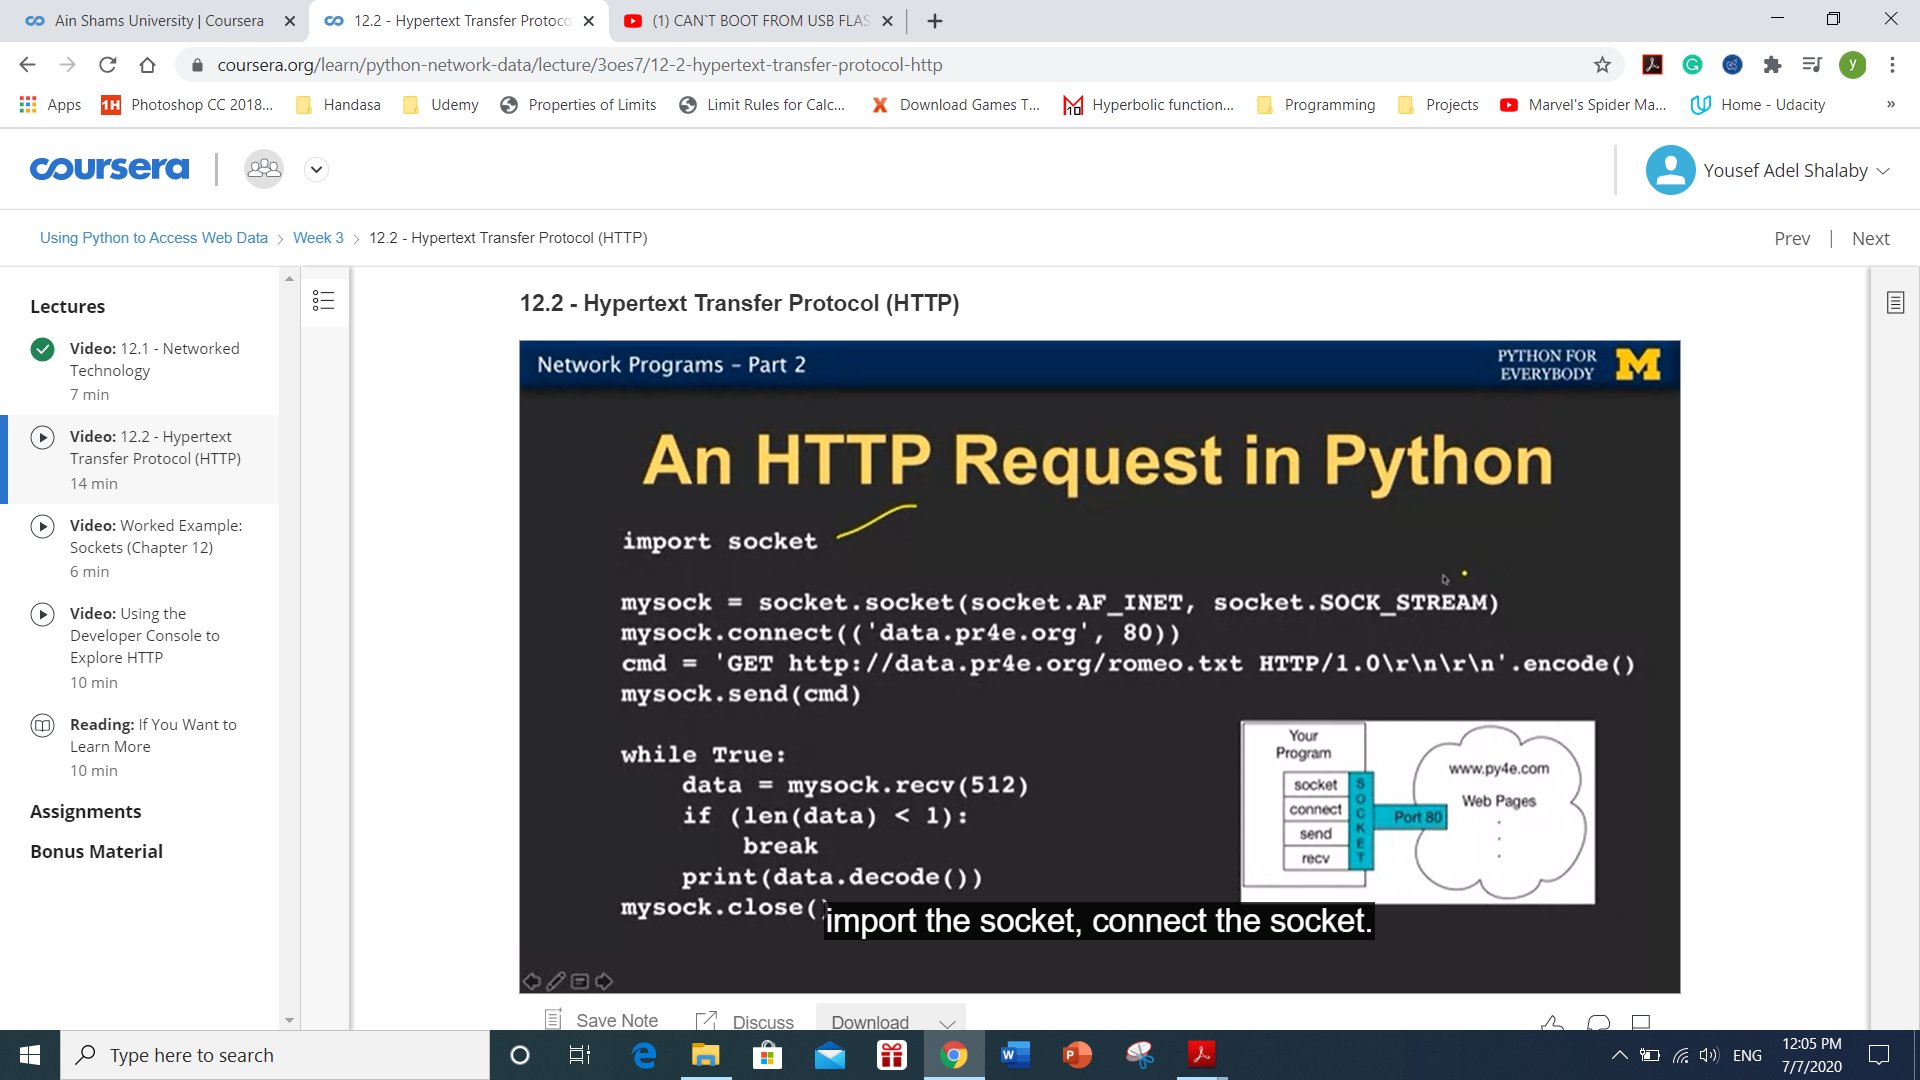 Ain Shams University | Coursera
12.2 - Hypertext Transfer Protoco
(1) CAN`T BOOT FROM USB FLAS
coursera.org/learn/python-network-data/lecture/3oes7/12-2-hypertext-transfer-protocol-http
y
Apps
Photoshop CC 2018...
Handasa
Udemy
Properties of Limits
Limit Rules for Calc...
Download Games T...
Hyperbolic function...
Programming
Projects
Marvel's Spider Ma...
Home - Udacity
»
coursera
Yousef Adel Shalaby
Using Python to Access Web Data > Week 3 > 12.2 - Hypertext Transfer Protocol (HTTP)
Prev | Next
Lectures
Video: 12.1 - Networked
Technology
7 min
Video: 12.2 - Hypertext
Transfer Protocol (HTTP)
14 min
Video: Worked Example:
Sockets (Chapter 12)
6 min
Video: Using the
Developer Console to
Explore HTTP
10 min
Reading: If You Want to
Learn More
10 min
Assignments
Bonus Material
12.2 - Hypertext Transfer Protocol (HTTP)
Network Programs - Part 2
PYTHON FOR
EVERYBODY
M
An HTTP Request in Python
import socket
mysock = socket.socket(socket.AF_INET, socket.SOCK_STREAM)
mysock.connect(('data.pr4e.org', 80))
cmd = 'GET http://data.pr4e.org/romeo.txt HTTP/1.0\r\n\r\n'.encode()
mysock.send(cmd)
while True:
    data = mysock.recv(512)
    if (len(data) < 1):
        break
    print(data.decode())
mysock.close()
Your
Program
socket
connect
send
recv
SOCKET
Port 80
www.py4e.com
Web Pages
.
.
.
import the socket, connect the socket.
Save Note
Discuss
Download
Type here to search
ENG
12:05 PM
7/7/2020